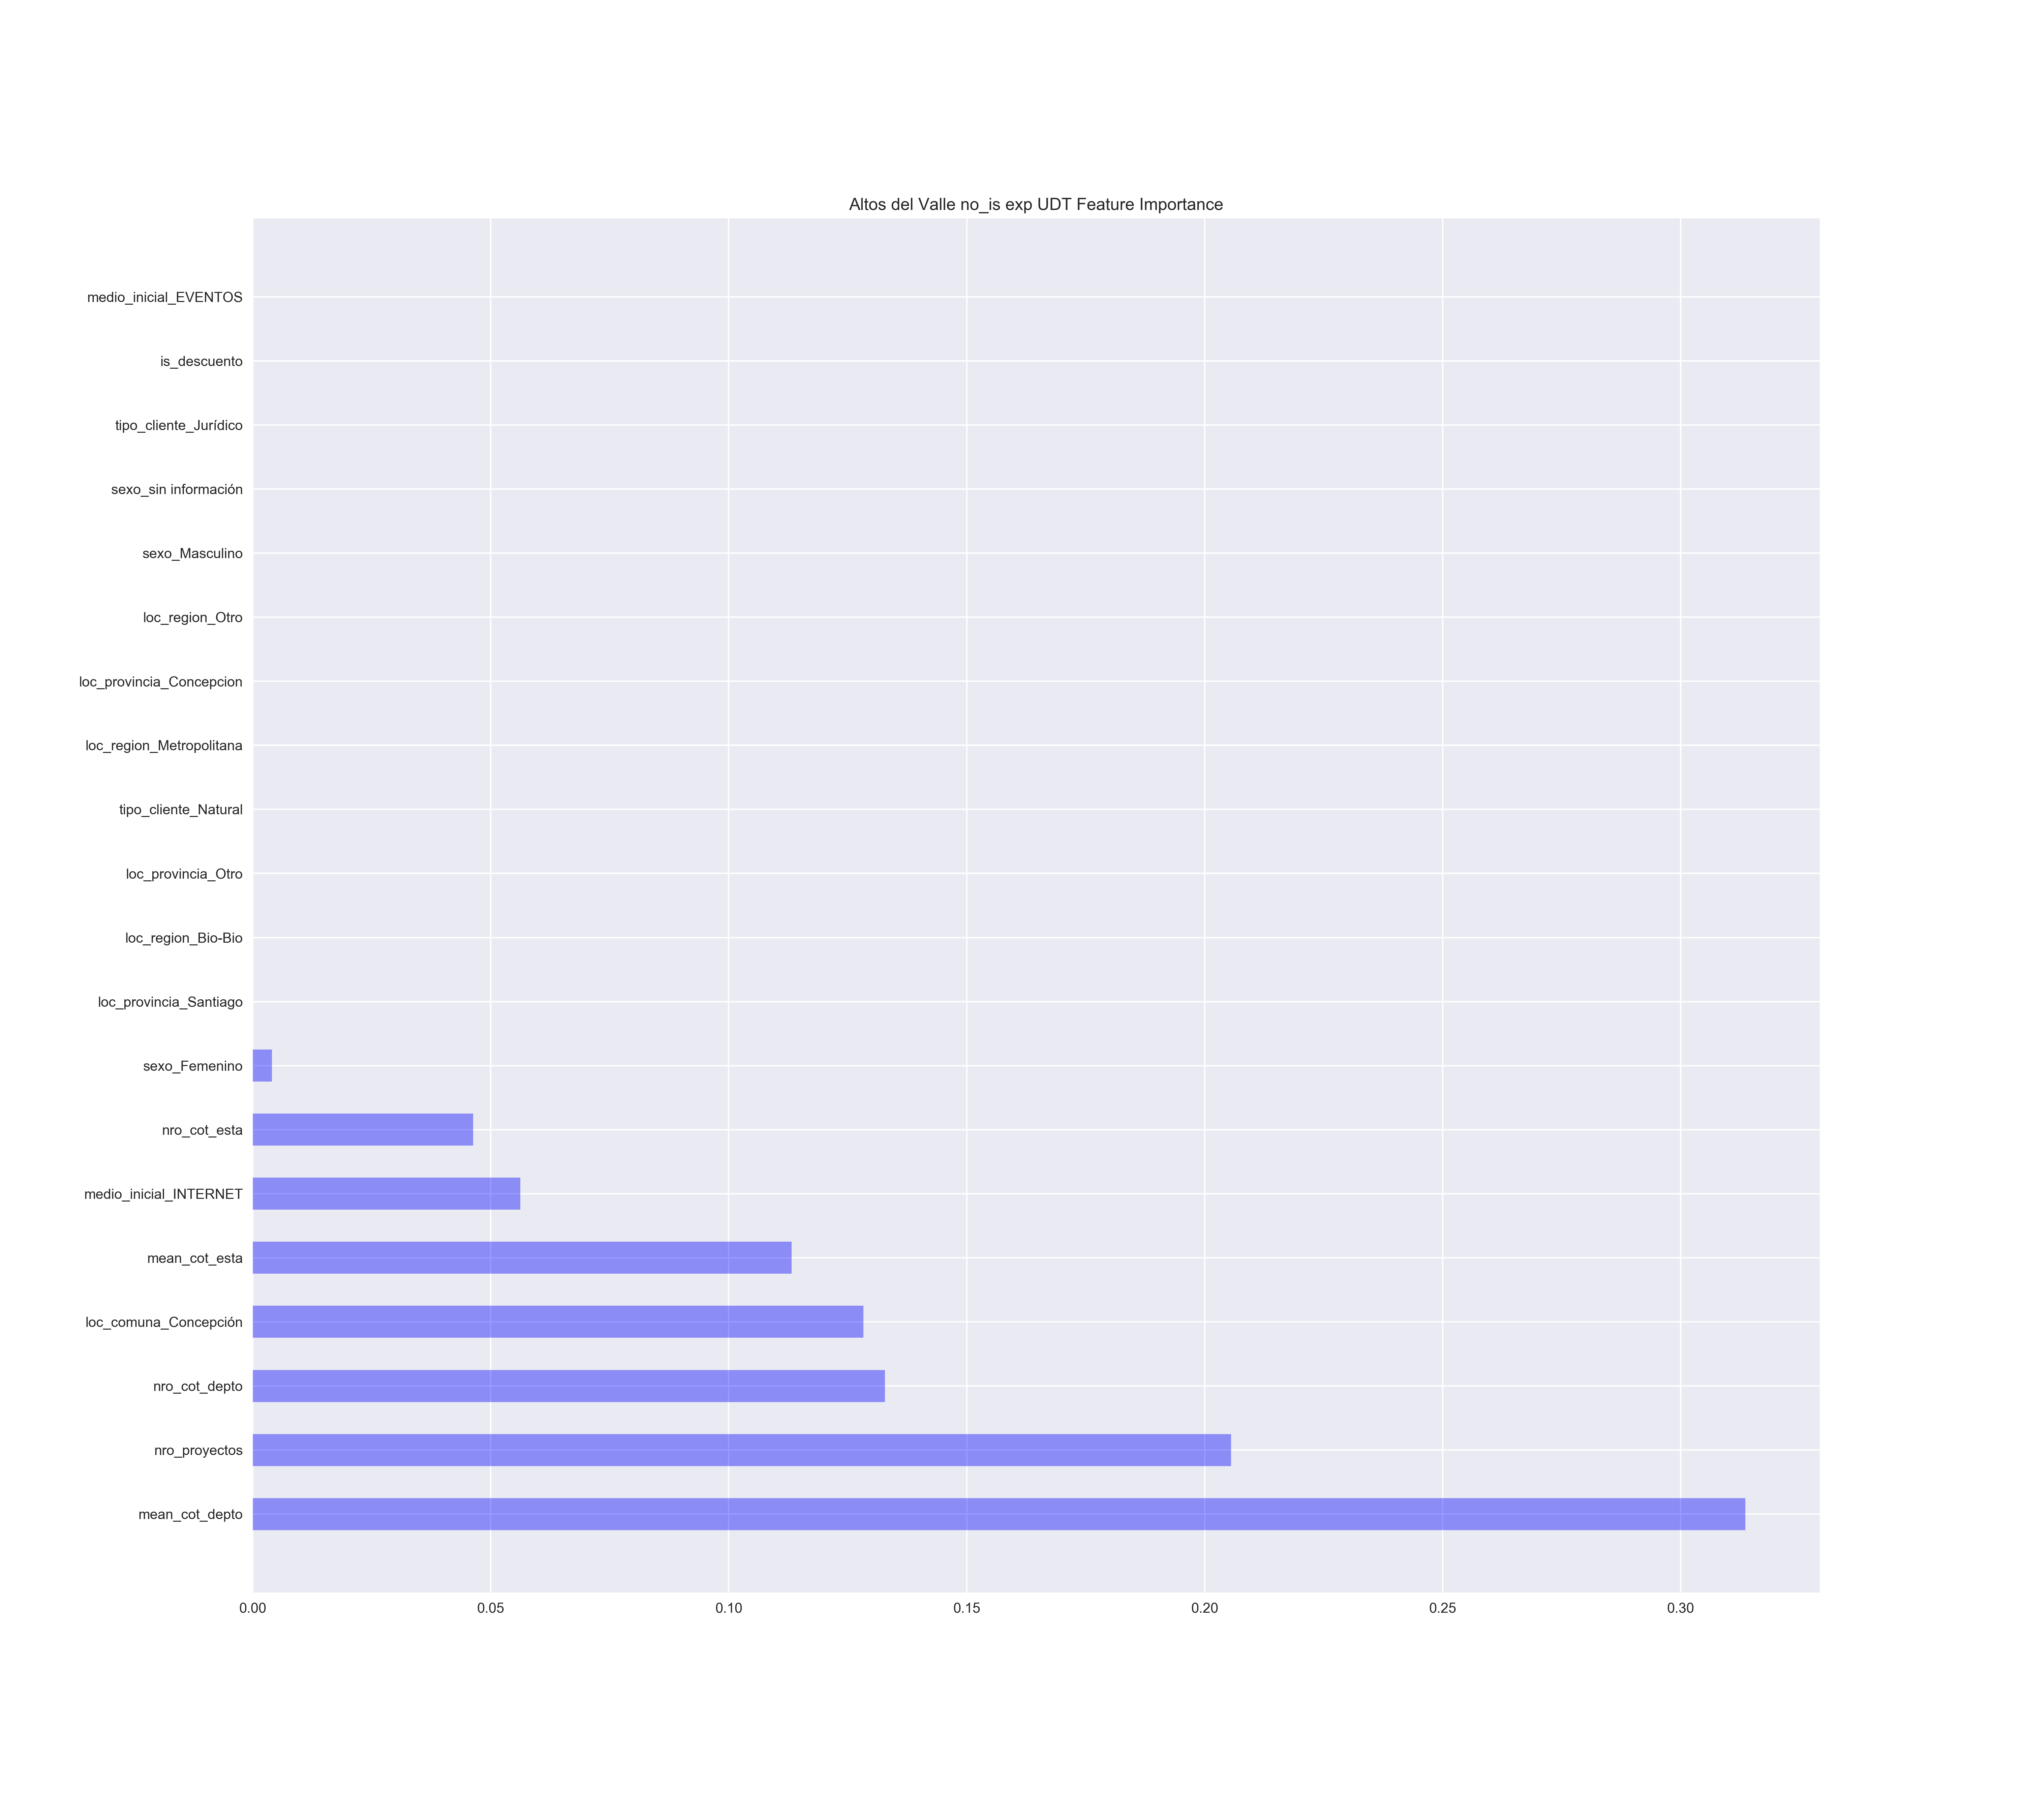 Altos del Valle no_is exp UDT Feature Importance
medio_inicial_EVENTOS
is_descuento
tipo_cliente_Jurídico
sexo_sin información
sexo_Masculino
loc_region_Otro
loc_provincia_Concepcion
loc_region_Metropolitana
tipo_cliente_Natural
loc_provincia_Otro
loc_region_Bio-Bio
loc_provincia_Santiago
sexo_Femenino
nro_cot_esta
medio_inicial_INTERNET
mean_cot_esta
loc_comuna_Concepción
nro_cot_depto
nro_proyectos
mean_cot_depto
0.00 0.05 0.10 0.15 0.20 0.25 0.30